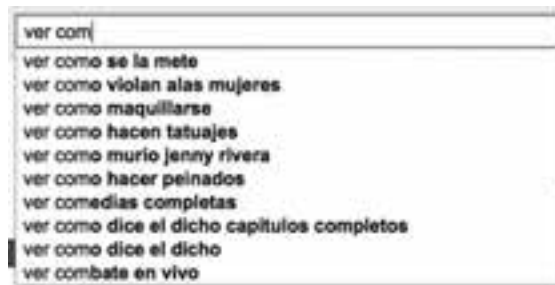 ver com
ver como se la mete
ver como violan alas mujeres
ver como maquillarse
ver como hacen tatuajes
ver como murio jenny rivera
ver como hacer peinados
ver comedias completas
ver como dice el dicho capitulos completos
ver como dice el dicho
ver combate en vivo